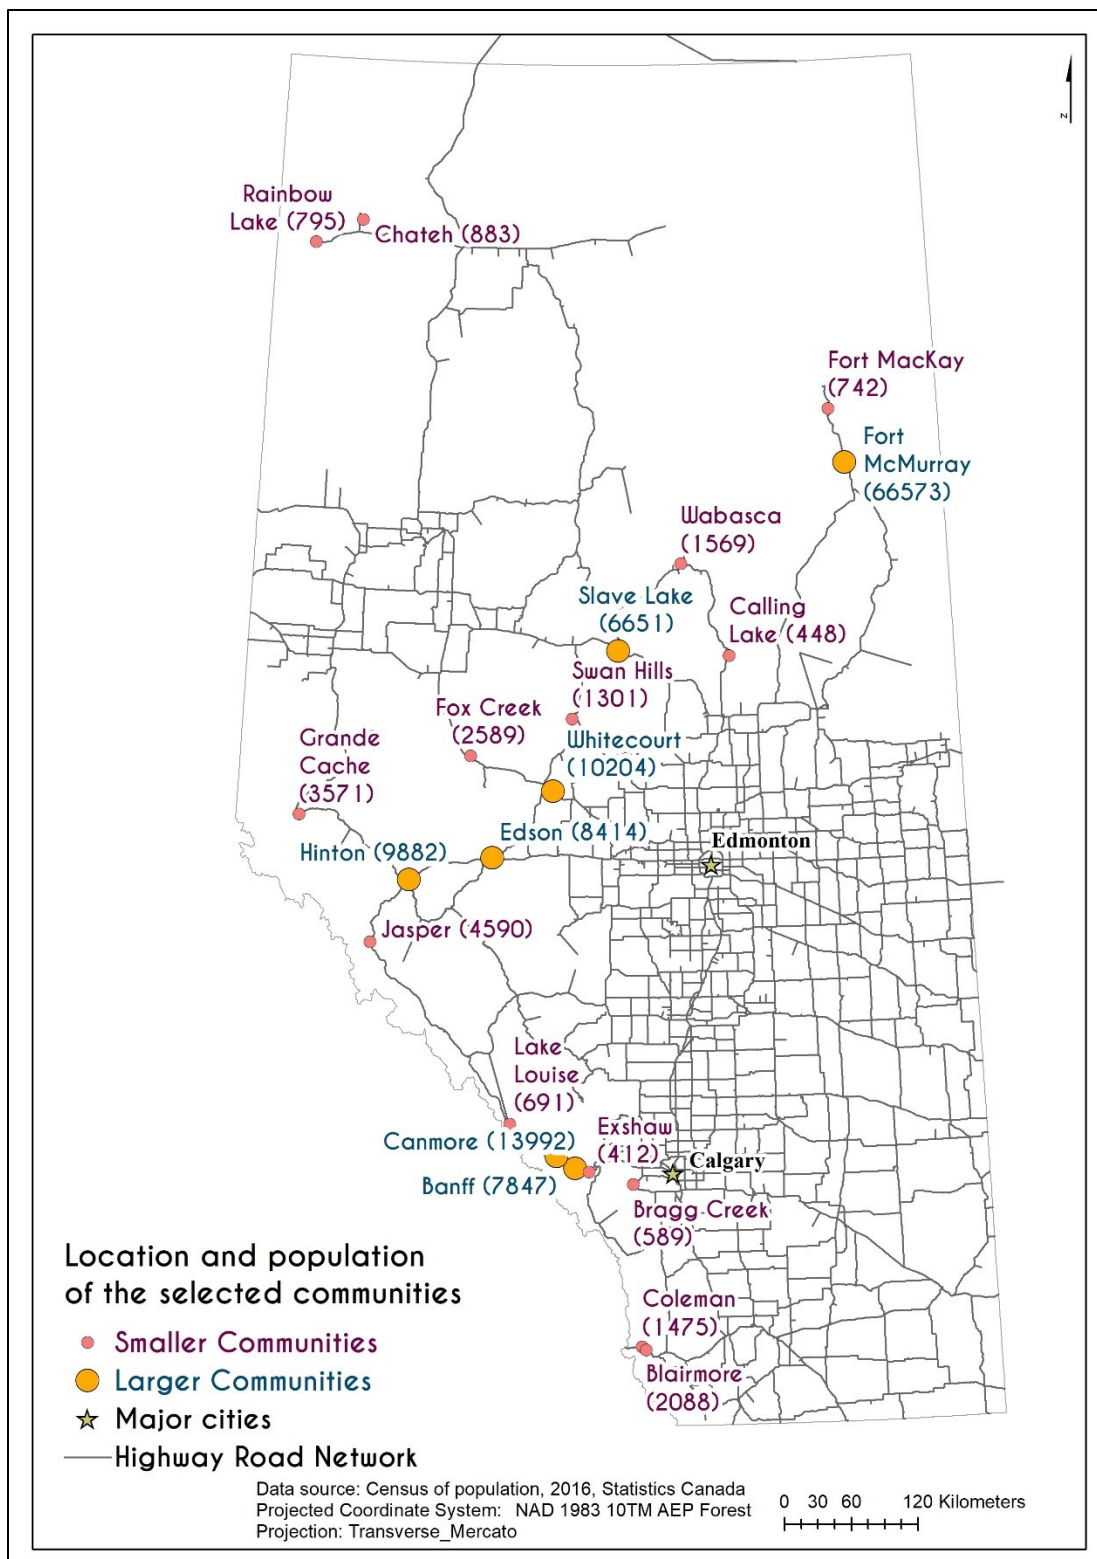 z
Rainbow
Lake (795)
Chateh (883)
Fort MacKay
(742)
Fort
McMurray
(66573)
Wabasca
(1569)
Slave Lake
(6651)
Calling
Lake (448)
Swan Hills
(1301)
Fox Creek
(2589)
Grande
Cache
(3571)
Whitecourt
(10204)
Edson (8414)
Edmonton
Hinton (9882)
Jasper (4590)
Lake
Louise
(691)
Exshaw
(412)
Canmore (13992)
Calgary
Banff (7847)
Bragg Creek
(589)
Coleman
(1475)
Blairmore
(2088)
Location and population
of the selected communities
Smaller Communities
Larger Communities
Major cities
Highway Road Network
Data source: Census of population, 2016, Statistics Canada
Projected Coordinate System: NAD 1983 10TM AEP Forest
Projection: Transverse_Mercato
0 30 60 120 Kilometers